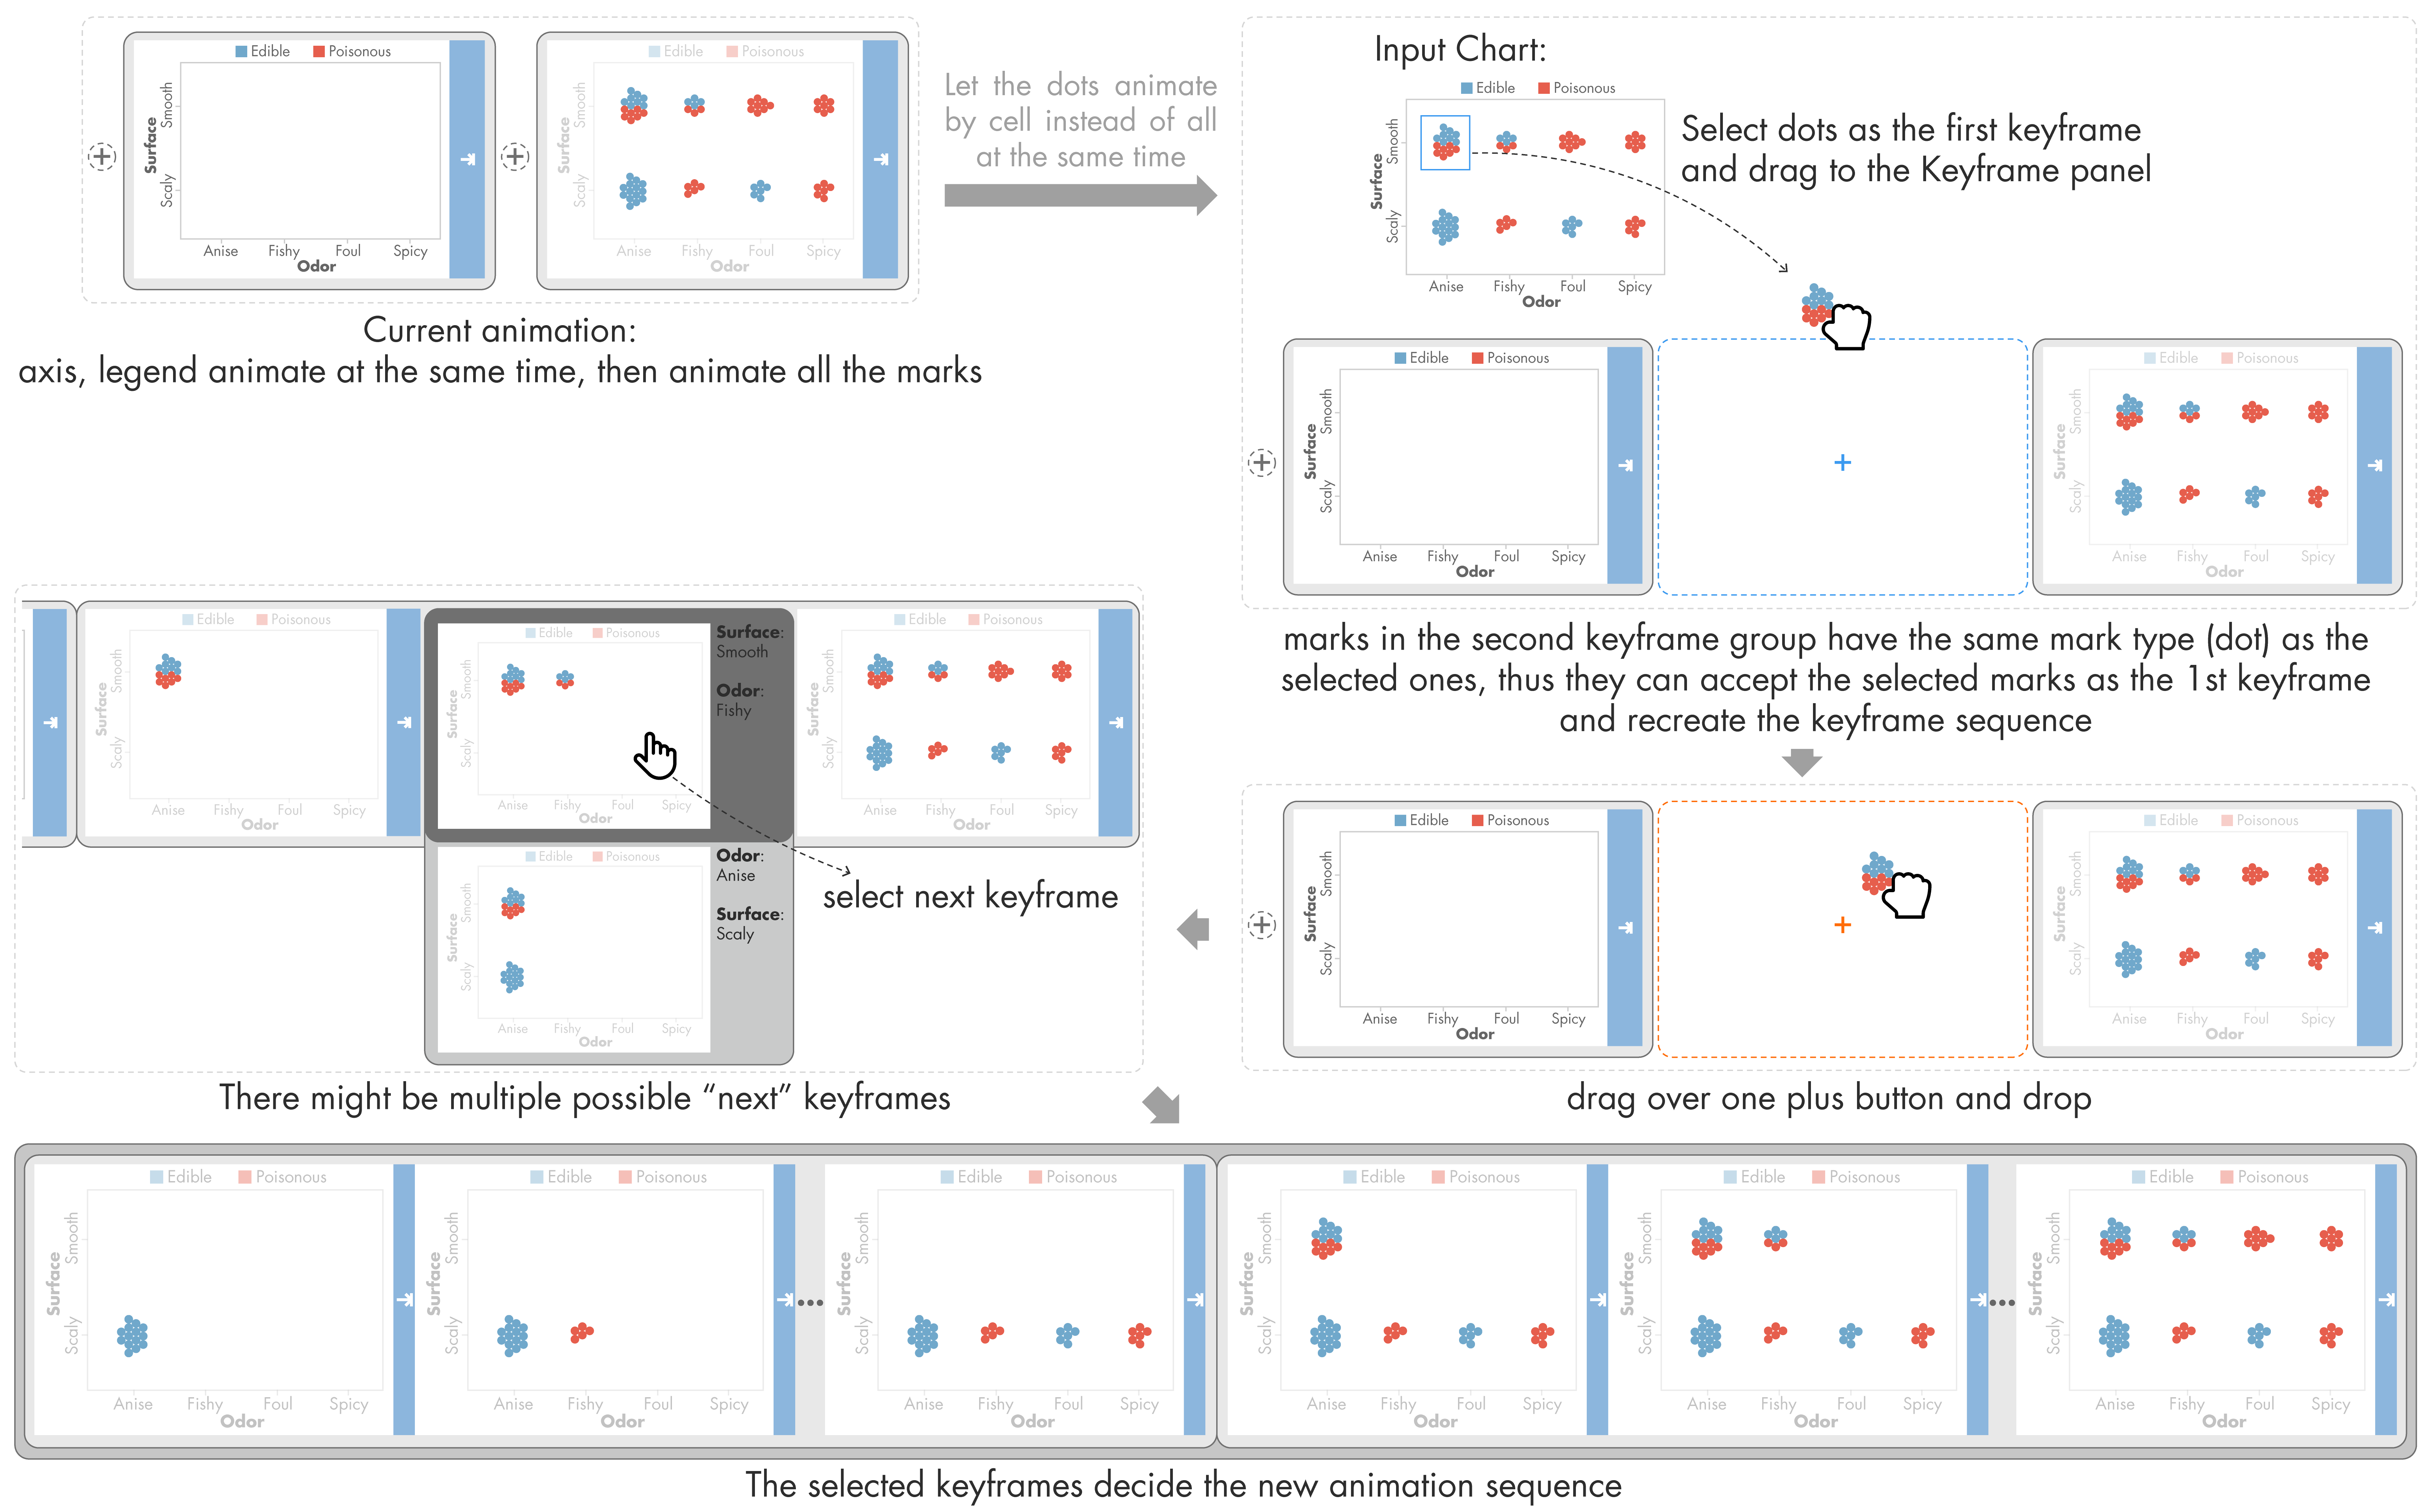 Edible Poisonous
Surface
Smooth
Scaly
Anise Fishy Foul Spicy
Odor
Edible Poisonous
Surface
Smooth
Scaly
Anise Fishy Foul Spicy
Odor
Current animation:
axis, legend animate at the same time, then animate all the marks
Let the dots animate
by cell instead of all
at the same time
Input Chart:
Edible Poisonous
Surface
Smooth
Scaly
Anise Fishy Foul Spicy
Odor
Select dots as the first keyframe
and drag to the Keyframe panel
Edible Poisonous
Surface
Smooth
Scaly
Anise Fishy Foul Spicy
Odor
Edible Poisonous
Surface
Smooth
Scaly
Anise Fishy Foul Spicy
Odor
marks in the second keyframe group have the same mark type (dot) as the
selected ones, thus they can accept the selected marks as the 1st keyframe
and recreate the keyframe sequence
Edible Poisonous
Surface
Smooth
Scaly
Anise Fishy Foul Spicy
Odor
Edible Poisonous
Surface
Smooth
Scaly
Anise Fishy Foul Spicy
Odor
drag over one plus button and drop
Edible Poisonous
Surface
Smooth
Scaly
Anise Fishy Foul Spicy
Odor
Edible Poisonous
Surface
Smooth
Scaly
Anise Fishy Foul Spicy
Odor
Surface:
Smooth
Odor:
Fishy
Edible Poisonous
Surface
Smooth
Scaly
Anise Fishy Foul Spicy
Odor
Edible Poisonous
Surface
Smooth
Scaly
Anise Fishy Foul Spicy
Odor
Odor:
Anise
Surface:
Scaly
select next keyframe
There might be multiple possible “next” keyframes
Edible Poisonous
Surface
Smooth
Scaly
Anise Fishy Foul Spicy
Odor
Edible Poisonous
Surface
Smooth
Scaly
Anise Fishy Foul Spicy
Odor
Edible Poisonous
Surface
Smooth
Scaly
Anise Fishy Foul Spicy
Odor
Edible Poisonous
Surface
Smooth
Scaly
Anise Fishy Foul Spicy
Odor
Edible Poisonous
Surface
Smooth
Scaly
Anise Fishy Foul Spicy
Odor
Edible Poisonous
Surface
Smooth
Scaly
Anise Fishy Foul Spicy
Odor
The selected keyframes decide the new animation sequence